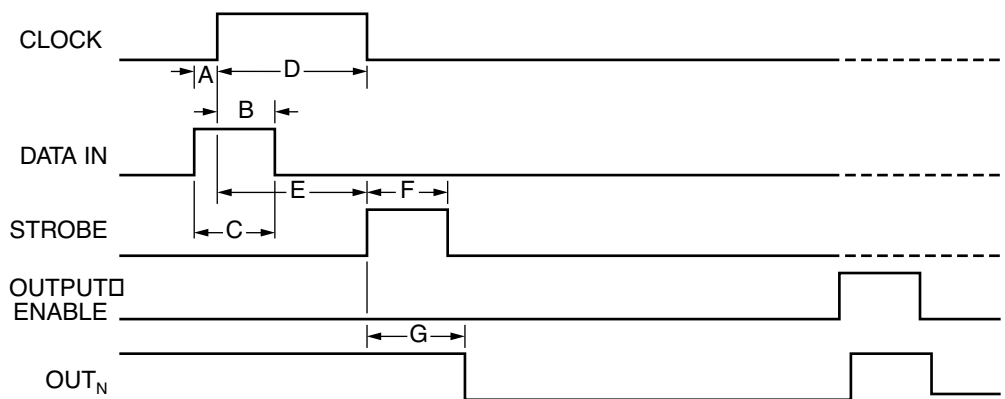 CLOCK
A
D
B
DATA IN
E
F
C
STROBE
OUTPUT□
ENABLE
G
OUTN